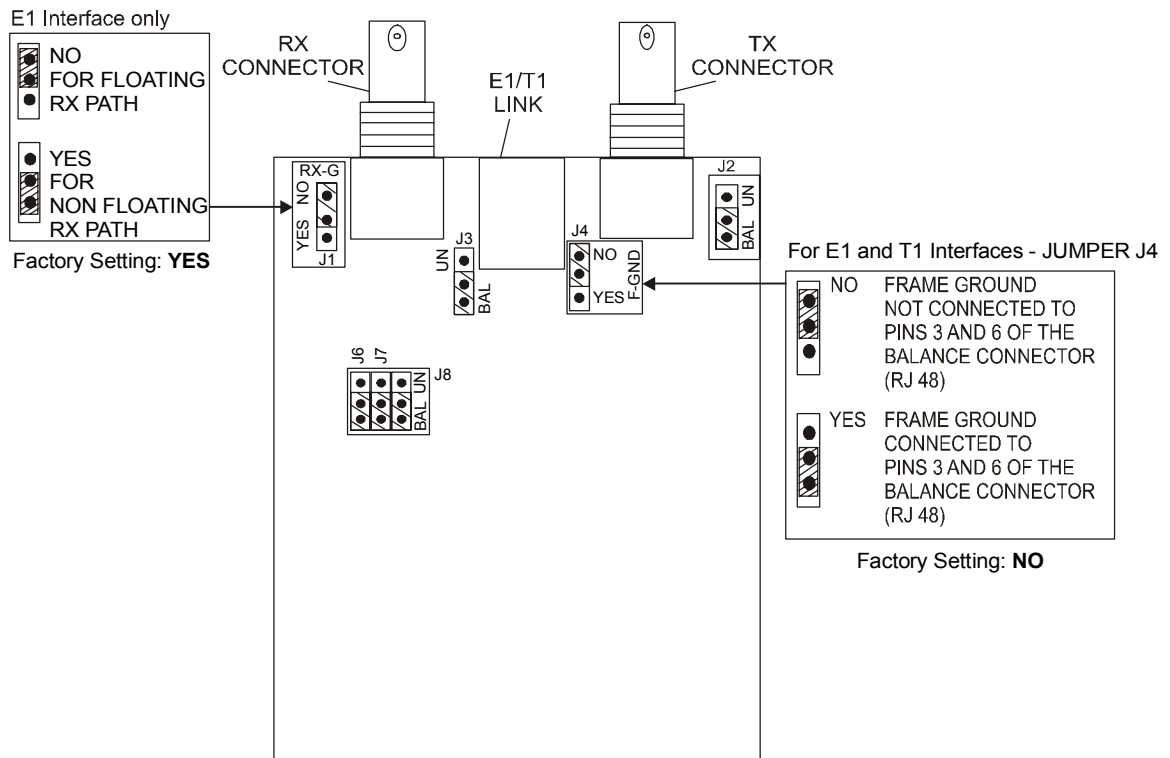 E1 Interface only
NO
FOR FLOATING
RX PATH
YES
FOR
NON FLOATING
RX PATH
Factory Setting: YES
RX
CONNECTOR
E1/T1
LINK
TX
CONNECTOR
RX-G
NO
YES
J1
J3
UN
BAL
J4
NO
YES
F-GND
J2
UN
BAL
J6
J7
J8
UN
BAL
For E1 and T1 Interfaces - JUMPER J4
NO FRAME GROUND
NOT CONNECTED TO
PINS 3 AND 6 OF THE
BALANCE CONNECTOR
(RJ 48)
YES FRAME GROUND
CONNECTED TO
PINS 3 AND 6 OF THE
BALANCE CONNECTOR
(RJ 48)
Factory Setting: NO